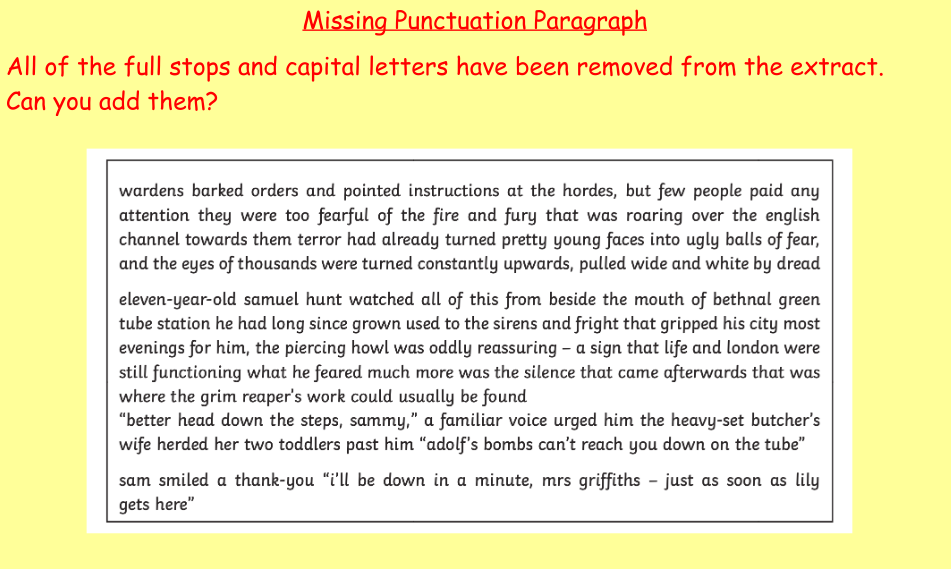 Missing Punctuation Paragraph
All of the full stops and capital letters have been removed from the extract.
Can you add them?
wardens barked orders and pointed instructions at the hordes, but few people paid any
attention they were too fearful of the fire and fury that was roaring over the english
channel towards them terror had already turned pretty young faces into ugly balls of fear,
and the eyes of thousands were turned constantly upwards, pulled wide and white by dread
eleven-year-old samuel hunt watched all of this from beside the mouth of bethnal green
tube station he had long since grown used to the sirens and fright that gripped his city most
evenings for him, the piercing howl was oddly reassuring – a sign that life and london were
still functioning what he feared much more was the silence that came afterwards that was
where the grim reaper's work could usually be found
“better head down the steps, sammy,” a familiar voice urged him the heavy-set butcher’s
wife herded her two toddlers past him “adolf's bombs can’t reach you down on the tube”
sam smiled a thank-you “i’ll be down in a minute, mrs griffiths – just as soon as lily
gets here”